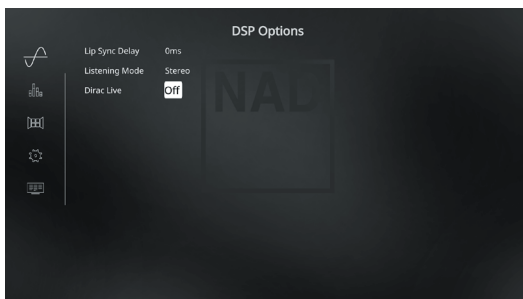 DSP Options
Lip Sync Delay 0ms
Listening Mode Stereo
Dirac Live Off
NAD